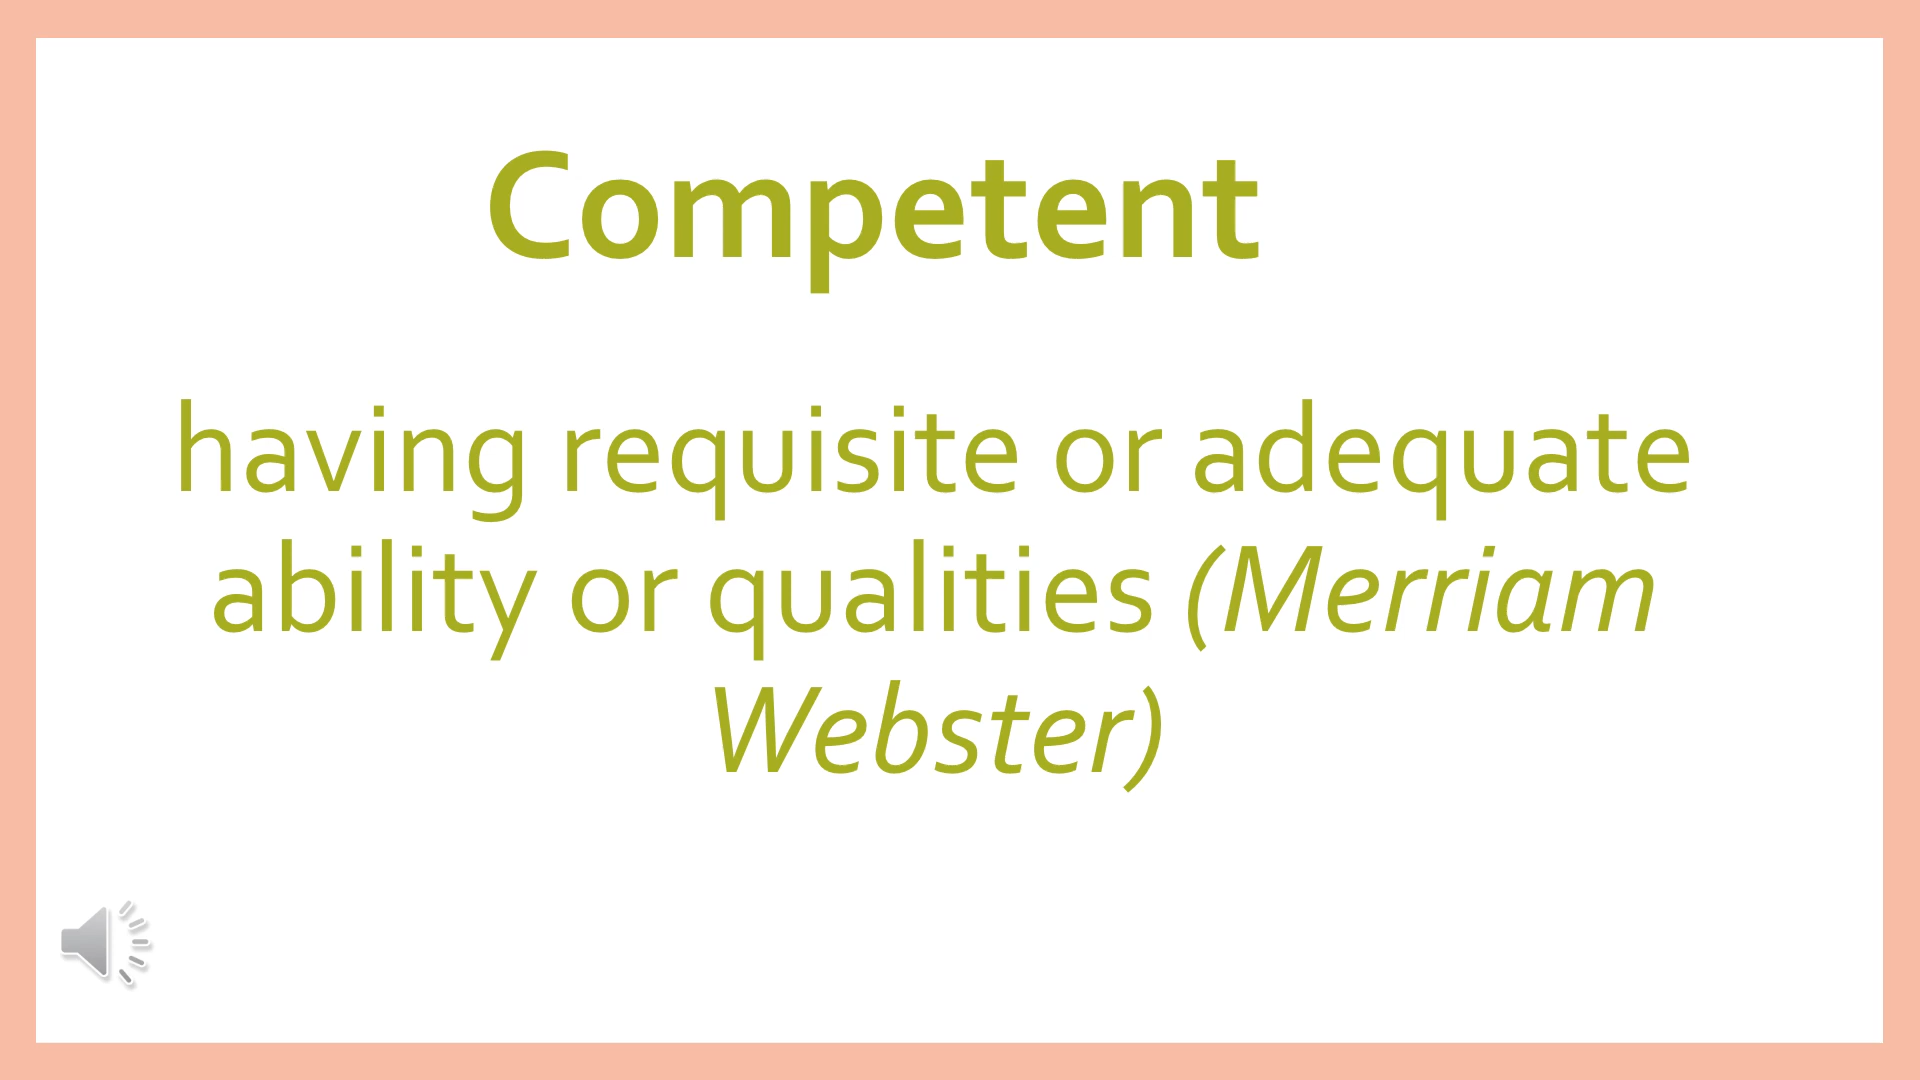 Competent
having requisite or adequate
ability or qualities (Merriam
Webster)